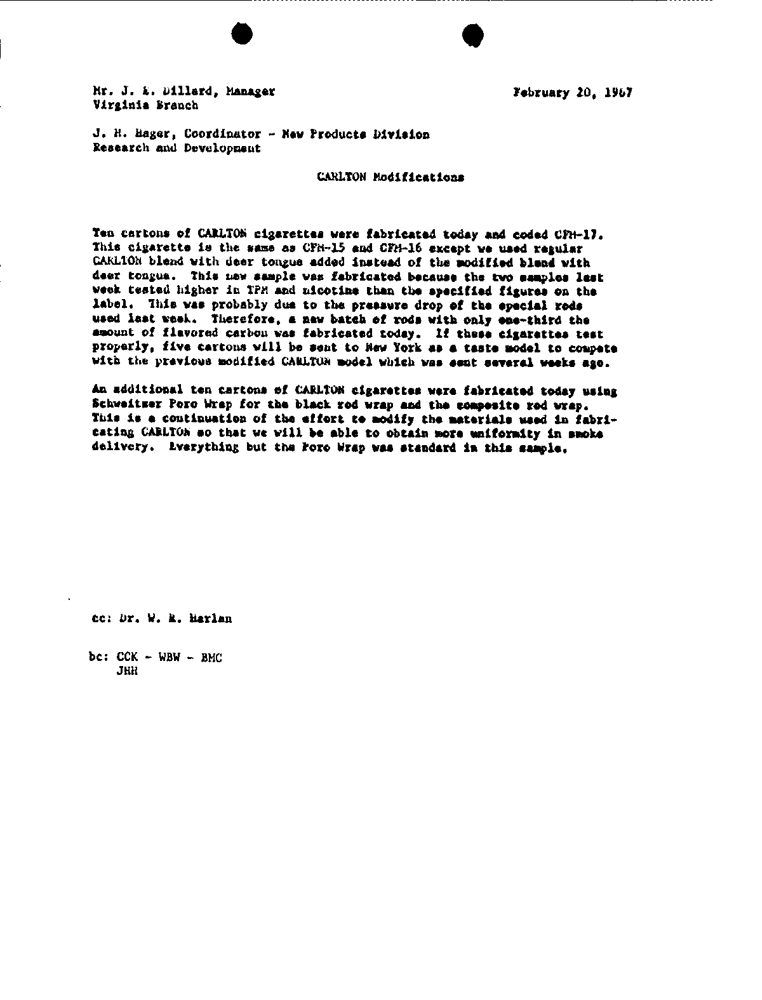 Mr. J. E. Dillard, Manager February 20, 1967
Virginia Branch
J. H. Hager, Coordinator - New Products Division
Research and Development
CARLTON Modifications
Ten cartons of CARLTON cigarettes were fabricated today and coded CFH-17.
This cigarette is the same as CFH-15 and CFH-16 except we used regular
CARLTON blend with deer tongue added instead of the modified blend with
deer tongue. This new sample was fabricated because the two samples last
week tested higher in TPM and nicotine than the specified figures on the
label. This was probably due to the pressure drop of the special rods
used last week. Therefore, a new batch of rods with only one-third the
amount of flavored carbon was fabricated today. If these cigarettes test
properly, five cartons will be sent to New York as a taste model to compete
with the previous modified CARLTON model which was sent several weeks ago.
An additional ten cartons of CARLTON cigarettes were fabricated today using
Schweitzer Poro Wrap for the black rod wrap and the composite rod wrap.
This is a continuation of the effort to modify the materials used in fabri-
cating CARLTON so that we will be able to obtain more uniformity in smoke
delivery. Everything but the Poro Wrap was standard in this sample.
cc: Dr. W. R. Harlan
bc: CCK - WBW - BMC
JHH